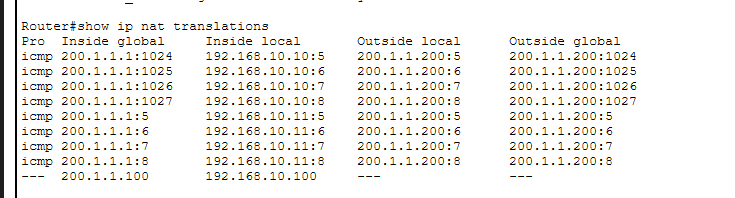 Router#show ip nat translations
Pro  Inside global     Inside local       Outside local      Outside global
icmp 200.1.1.1:1024    192.168.10.10:5    200.1.1.200:5      200.1.1.200:1024
icmp 200.1.1.1:1025    192.168.10.10:6    200.1.1.200:6      200.1.1.200:1025
icmp 200.1.1.1:1026    192.168.10.10:7    200.1.1.200:7      200.1.1.200:1026
icmp 200.1.1.1:1027    192.168.10.10:8    200.1.1.200:8      200.1.1.200:1027
icmp 200.1.1.1:5       192.168.10.11:5    200.1.1.200:5      200.1.1.200:5
icmp 200.1.1.1:6       192.168.10.11:6    200.1.1.200:6      200.1.1.200:6
icmp 200.1.1.1:7       192.168.10.11:7    200.1.1.200:7      200.1.1.200:7
icmp 200.1.1.1:8       192.168.10.11:8    200.1.1.200:8      200.1.1.200:8
---  200.1.1.100       192.168.10.100     ---                ---